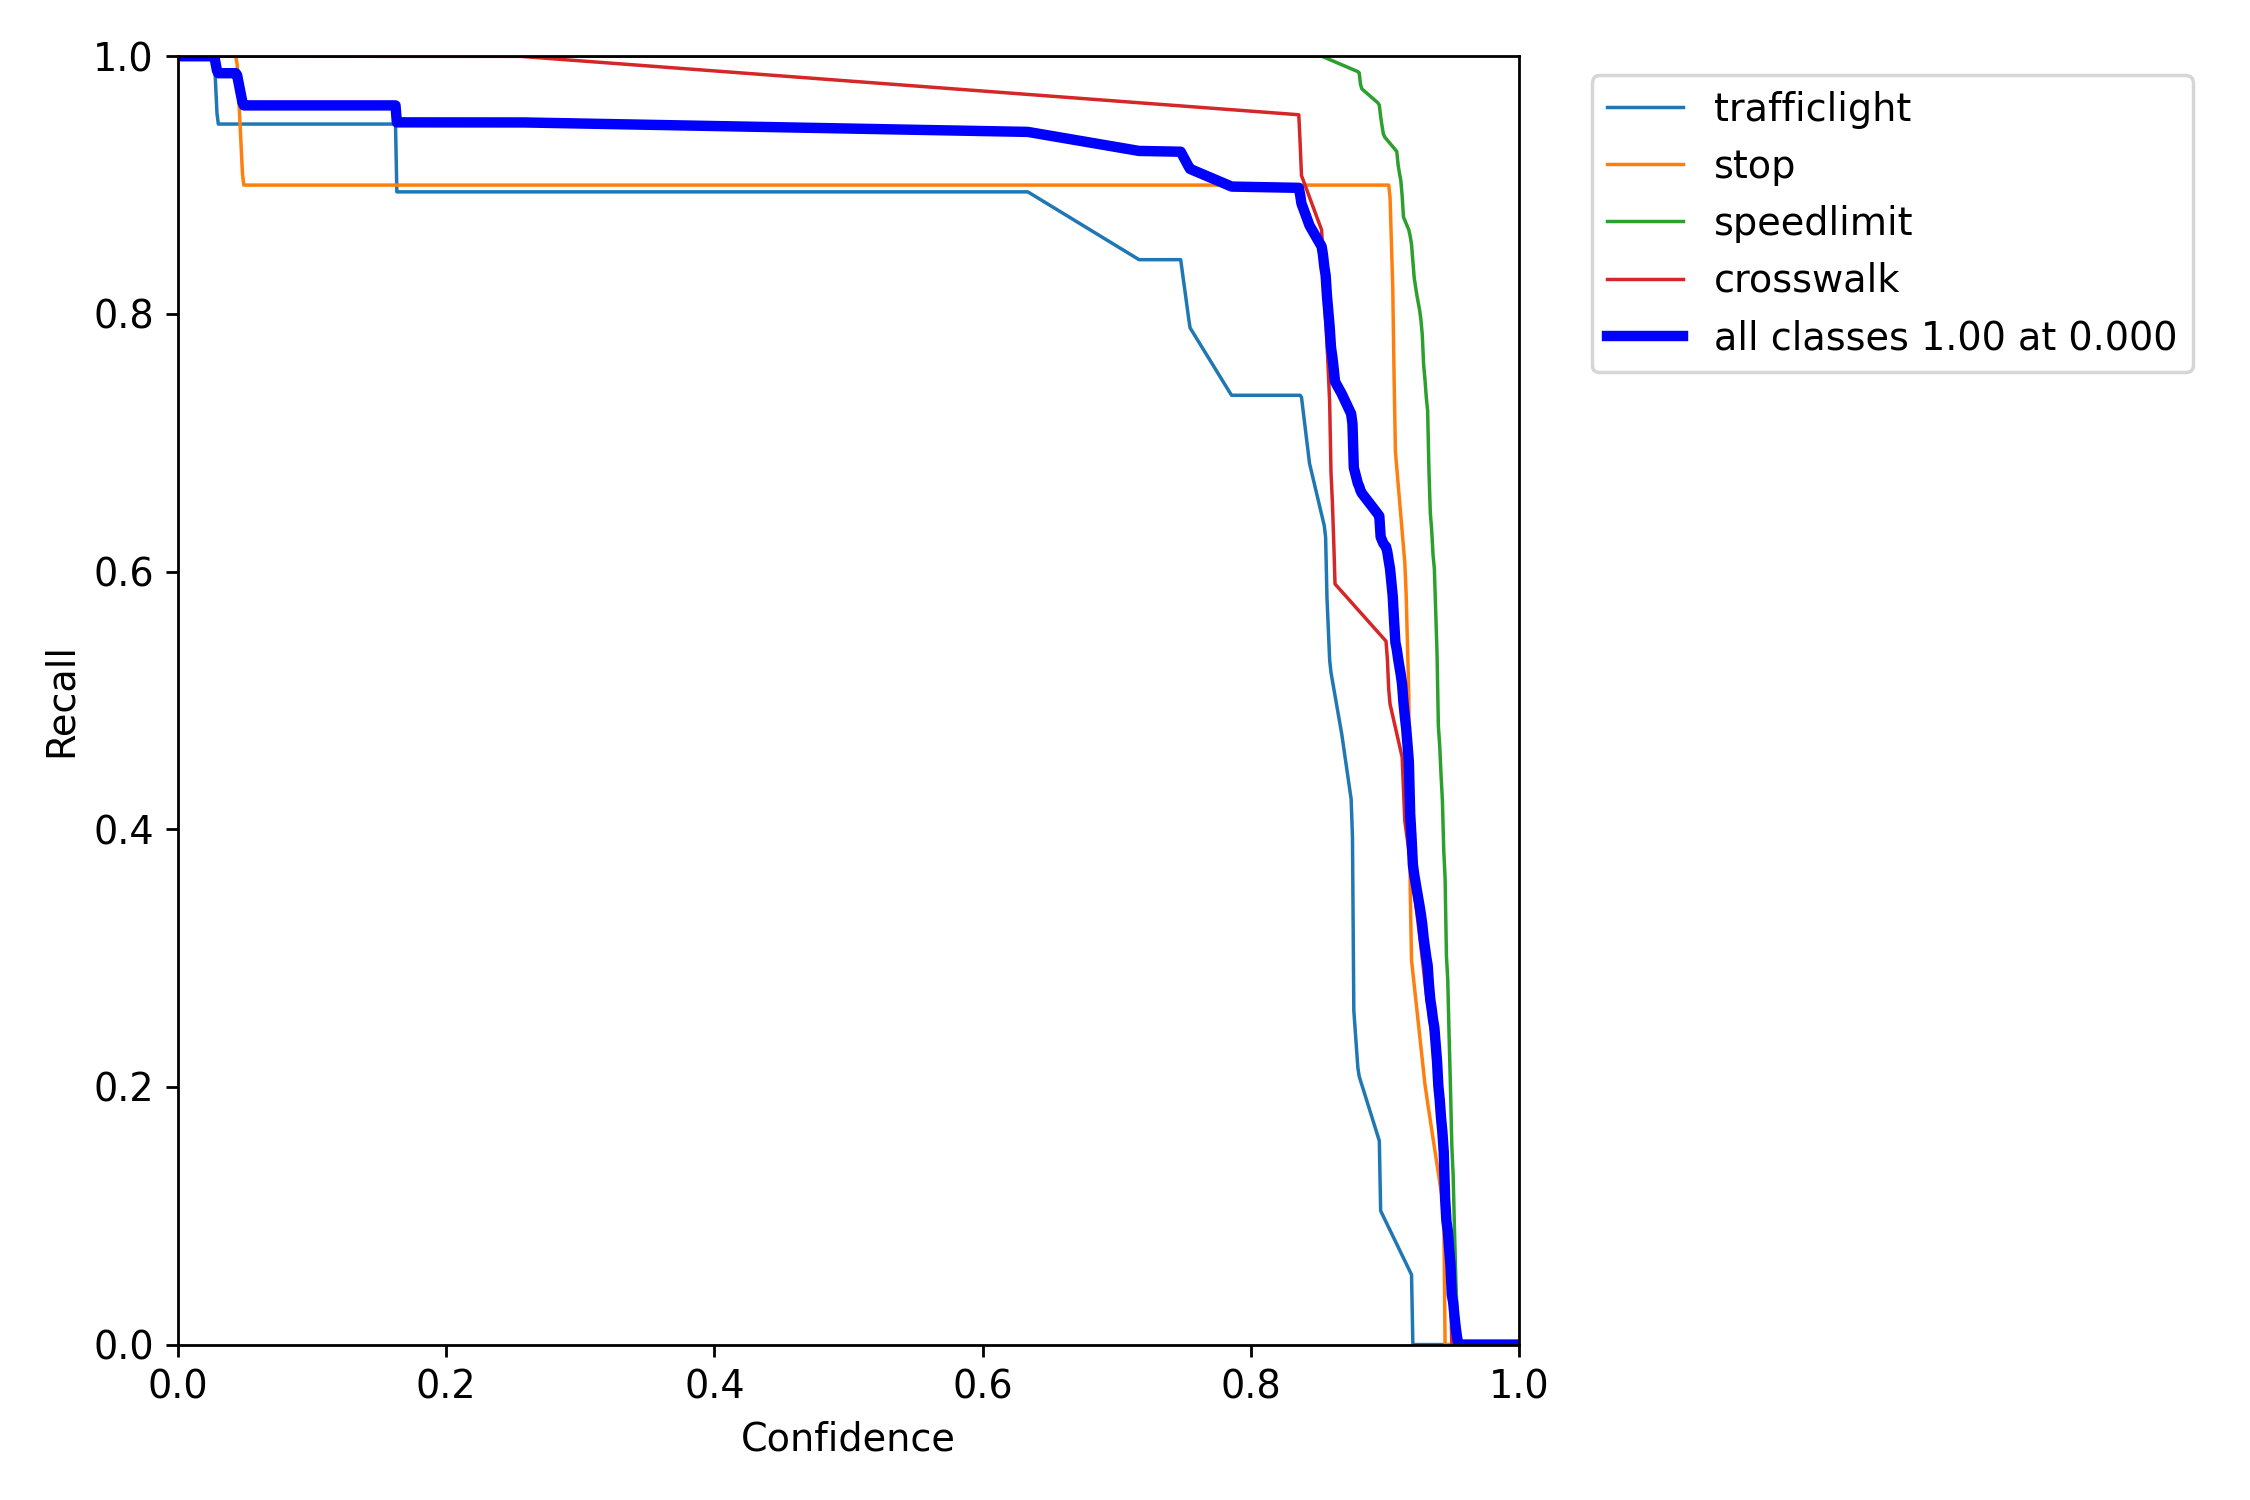 1.0
0.8
0.6
0.4
0.2
0.0
Recall
0.0 0.2 0.4 0.6 0.8 1.0
Confidence
trafficlight
stop
speedlimit
crosswalk
all classes 1.00 at 0.000